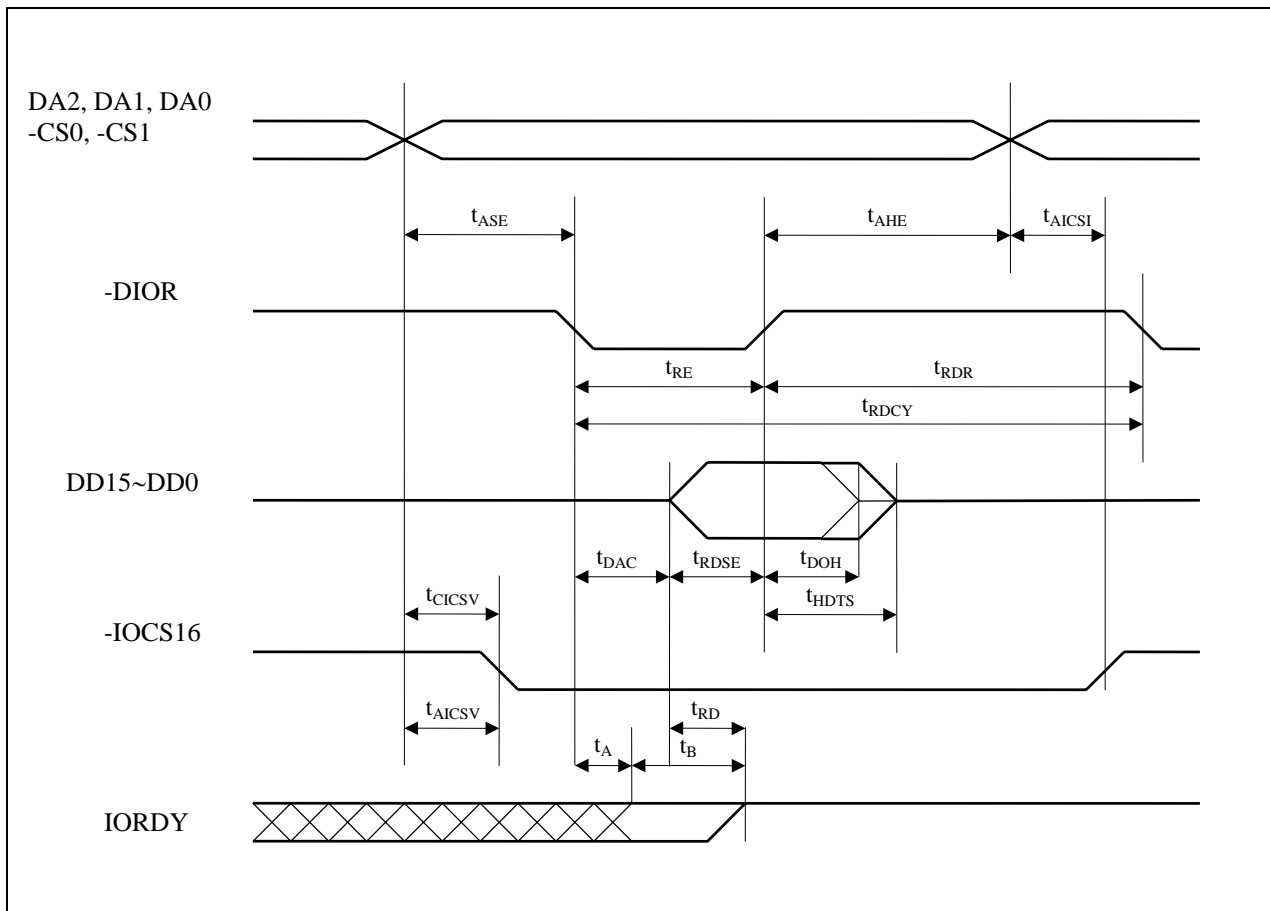 DA2, DA1, DA0
-CS0, -CS1
tASE
tAHE
tAICSI
-DIOR
tRE
tRDR
tRDCY
DD15~DD0
tDAC
tRDSE
tDOH
tCICSV
tHDTS
-IOCS16
tAICSV
tRD
tA
tB
IORDY